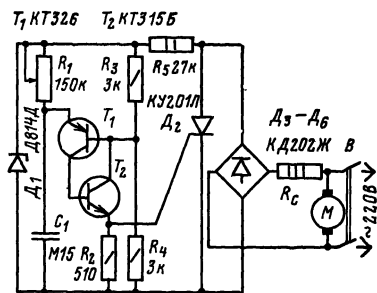 T₁ КТ326
T₂ КТ315Б
R₁
150к
R₃
3к
R₅ 27к
КУ201Л
Д₂
Д814Д
Д₁
T₁
T₂
Д₃–Д₆
КД202Ж
В
R_C
М
~220В
C₁
М15
R₂
510
R₄
3к